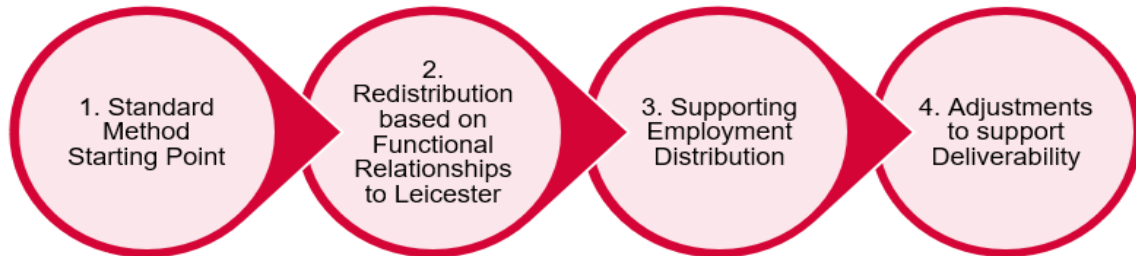 1. Standard
Method
Starting Point
2.
Redistribution
based on
Functional
Relationships
to Leicester
3. Supporting
Employment
Distribution
4. Adjustments
to support
Deliverability